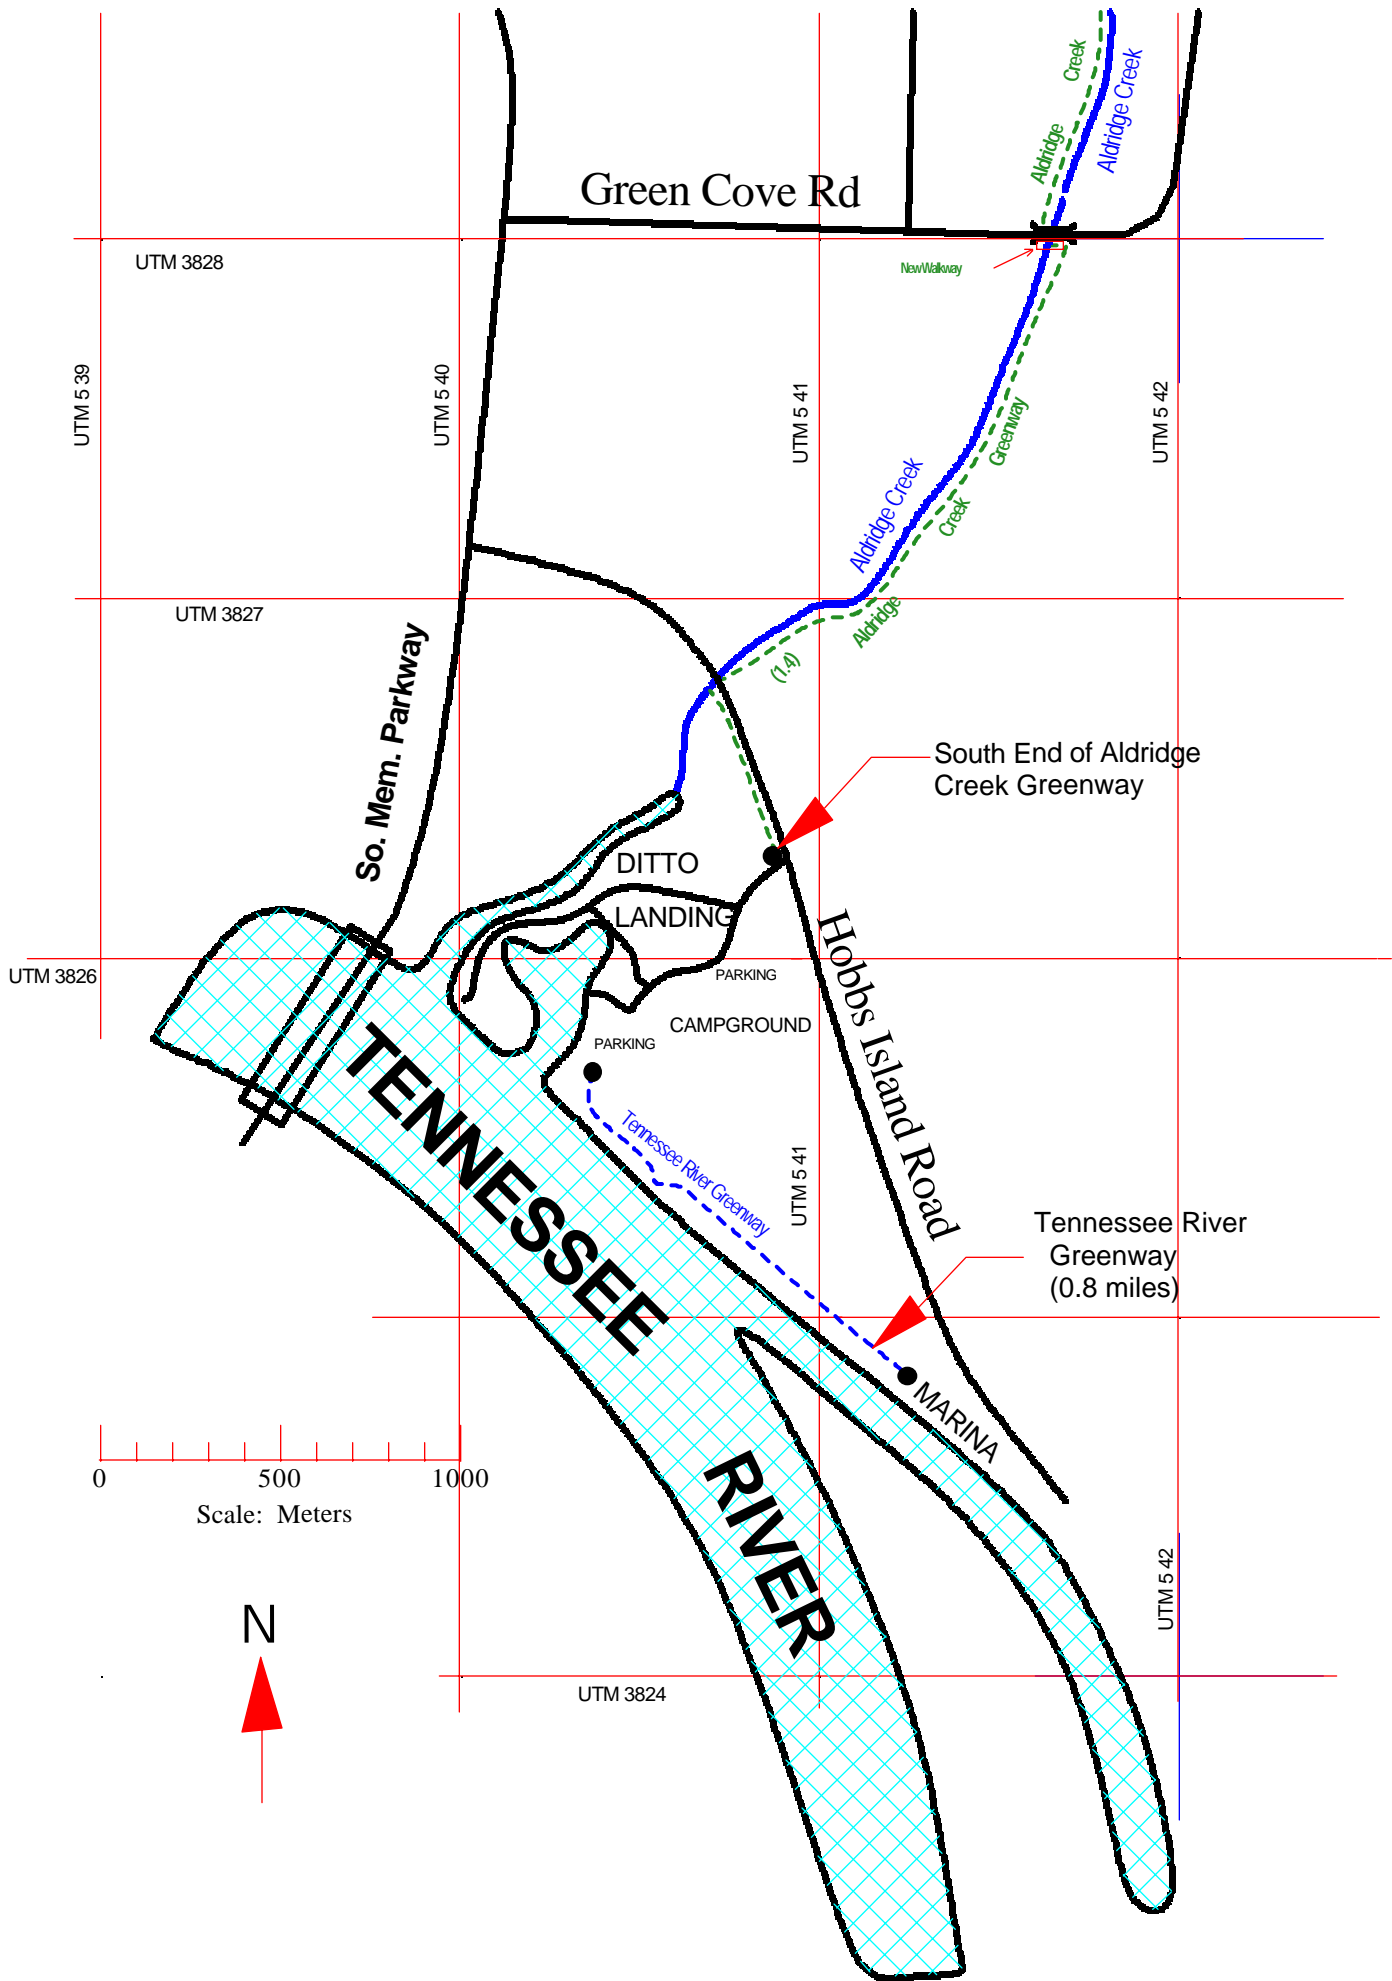 Creek
Aldridge
Aldridge Creek
Green Cove Rd
UTM 3828
New Walkway
UTM 5 39
UTM 5 40
UTM 5 41
UTM 5 42
Greenway
Creek
Aldridge
(1.4)
Aldridge Creek
UTM 3827
So. Mem. Parkway
South End of Aldridge
Creek Greenway
DITTO
LANDING
UTM 3826
PARKING
CAMPGROUND
PARKING
Hobbs Island Road
TENNESSEE
RIVER
Tennessee River Greenway
UTM 5 41
Tennessee River
Greenway
(0.8 miles)
MARINA
0 500 1000
Scale: Meters
N
UTM 5 42
UTM 3824